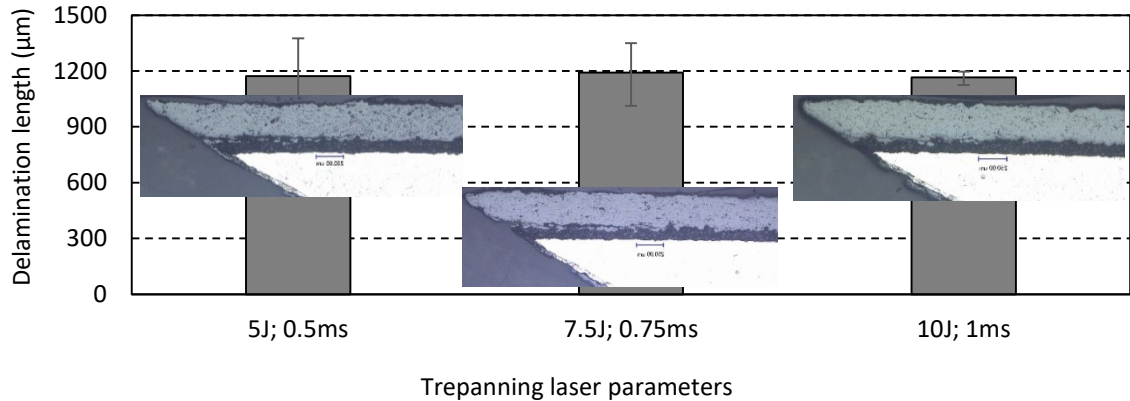 Delamination length (µm)
1500
1200
900
600
300
0
5J; 0.5ms
7.5J; 0.75ms
10J; 1ms
Trepanning laser parameters